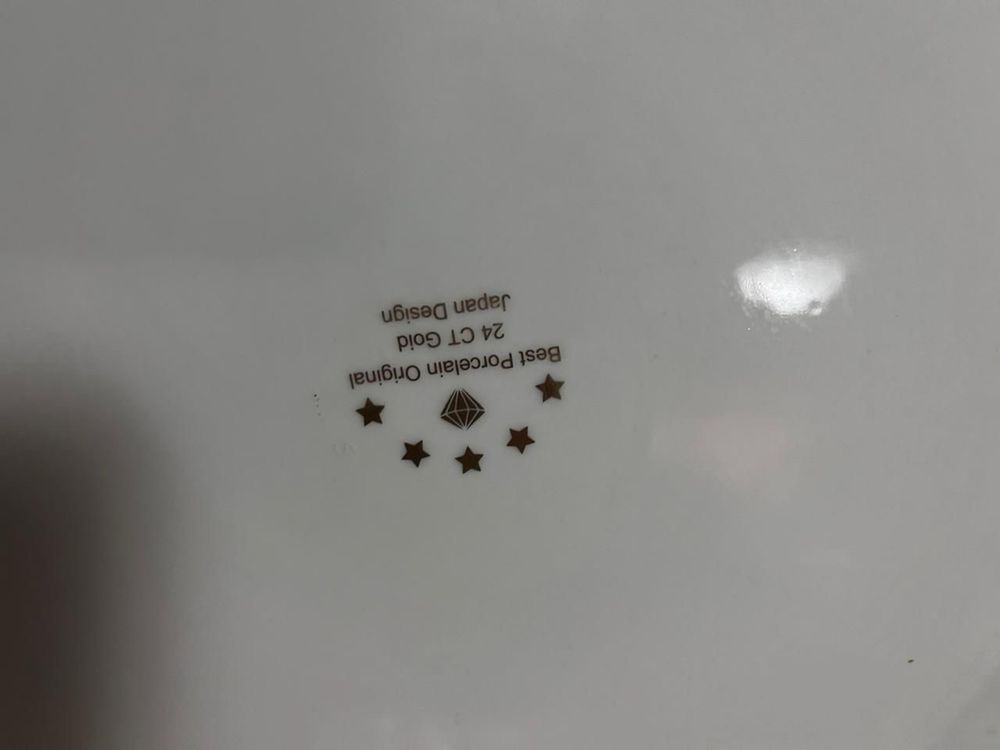 Best Porcelain Original
24 CT Gold
Japan Design